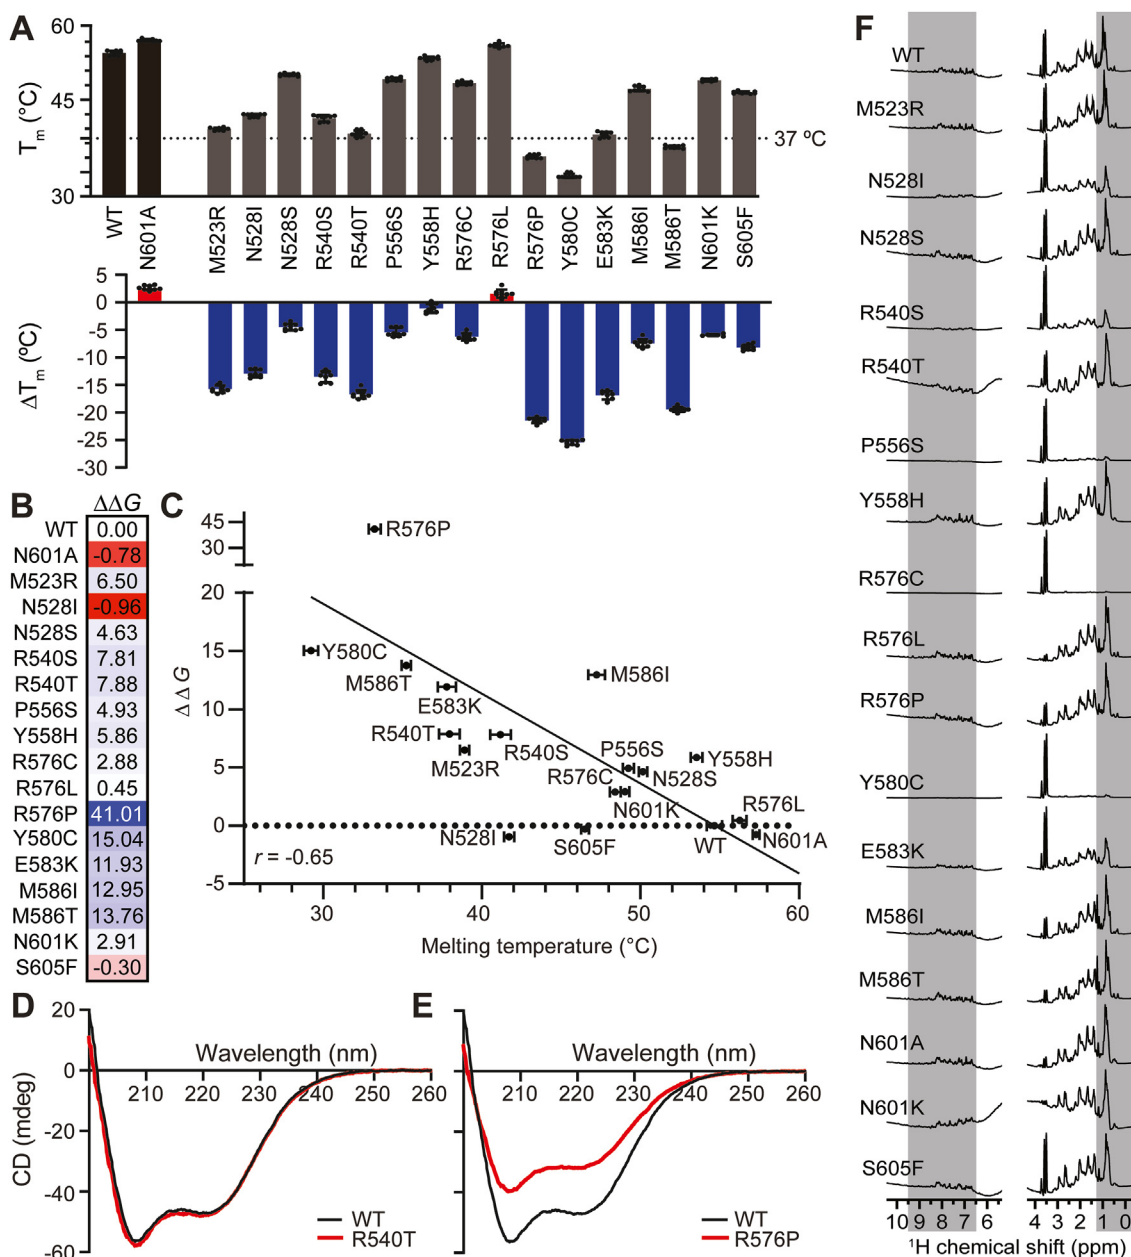 A
60
45
30
Tm (°C)
37 ºC
WT
N601A
M523R
N528I
N528S
R540S
R540T
P556S
Y558H
R576C
R576L
R576P
Y580C
E583K
M586I
M586T
N601K
S605F
5
0
-5
-10
-15
-20
-25
-30
ΔTm (ºC)
B
ΔΔG
WT 0.00
N601A -0.78
M523R 6.50
N528I -0.96
N528S 4.63
R540S 7.81
R540T 7.88
P556S 4.93
Y558H 5.86
R576C 2.88
R576L 0.45
R576P 41.01
Y580C 15.04
E583K 11.93
M586I 12.95
M586T 13.76
N601K 2.91
S605F -0.30
C
45
30
20
15
10
5
0
-5
ΔΔG
R576P
Y580C
M586T
M586I
E583K
R540T
R540S
M523R
P556S
Y558H
R576C
N528S
N601K
R576L
N528I
S605F
WT
N601A
r = -0.65
30 40 50 60
Melting temperature (°C)
D
20
0
-20
-40
-60
CD (mdeg)
Wavelength (nm)
210 220 230 240 250 260
WT
R540T
E
Wavelength (nm)
210 220 230 240 250 260
WT
R576P
F
WT
M523R
N528I
N528S
R540S
R540T
P556S
Y558H
R576C
R576L
R576P
Y580C
E583K
M586I
M586T
N601A
N601K
S605F
10 9 8 7 6 4 3 2 1 0
¹H chemical shift (ppm)